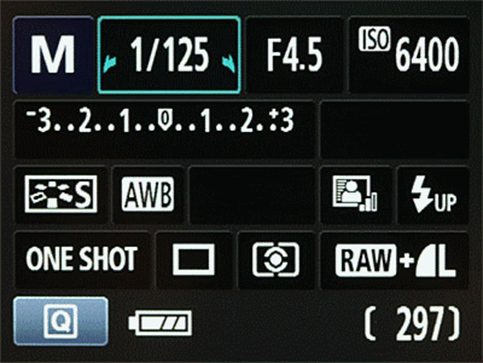 M 1/125 F4.5 ISO 6400
-3..2..1..0..1..2.:+3
S AWB UP
ONE SHOT RAW+L
Q (297)